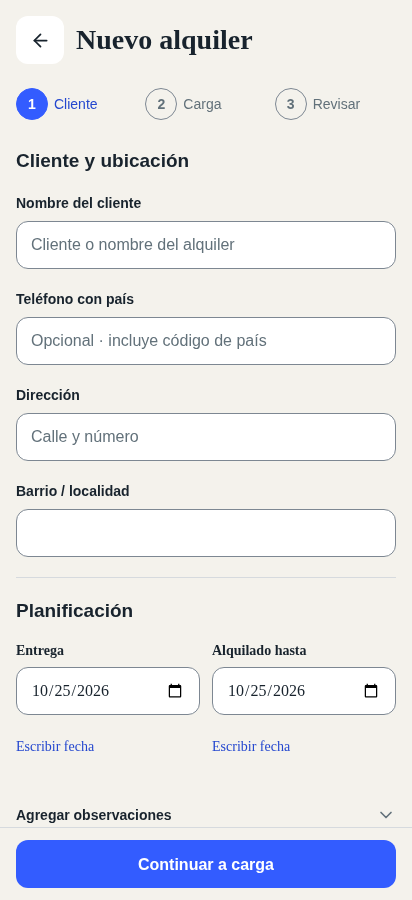 Nuevo alquiler
1 Cliente 2 Carga 3 Revisar
Cliente y ubicación
Nombre del cliente
Cliente o nombre del alquiler
Teléfono con país
Opcional · incluye código de país
Dirección
Calle y número
Barrio / localidad
Planificación
Entrega Alquilado hasta
10/25/2026 10/25/2026
Escribir fecha Escribir fecha
Agregar observaciones
Continuar a carga